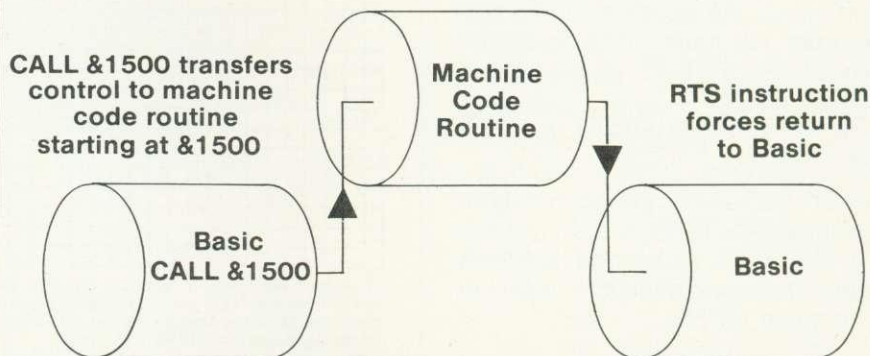 CALL &1500 transfers
control to machine
code routine
starting at &1500
Machine
Code
Routine
RTS instruction
forces return
to Basic
Basic
CALL &1500
Basic